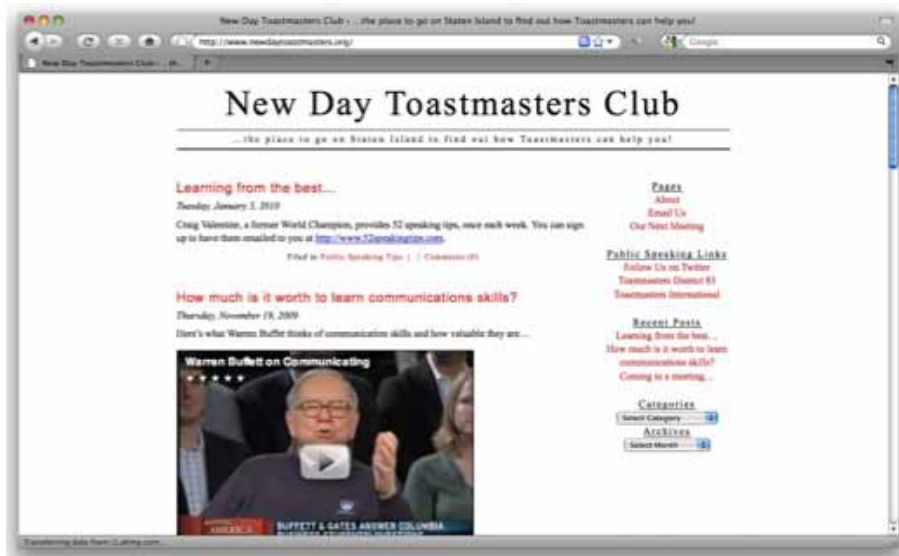 New Day Toastmasters Club - ... the place to go on Staten Island to find out how Toastmasters can help you!
http://www.newdaytoastmasters.org/
Google
New Day Toastmasters Club - ... th...
New Day Toastmasters Club
...the place to go on Staten Island to find out how Toastmasters can help you!
Learning from the best...
Tuesday, January 5, 2010
Craig Valentine, a former World Champion, provides 52 speaking tips, once each week. You can sign
up to have them emailed to you at http://www.52speakingtips.com.
Filed in Public Speaking Tips | | Comments (0)
How much is it worth to learn communications skills?
Thursday, November 19, 2009
Here's what Warren Buffet thinks of communication skills and how valuable they are...
Warren Buffett on Communicating
AMERICA
BUFFETT & GATES ANSWER COLUMBIA
BUSINESS STUDENTS' QUESTIONS
Pages
About
Email Us
Our Next Meeting
Public Speaking Links
Follow Us on Twitter
Toastmasters District 83
Toastmasters International
Recent Posts
Learning from the best...
How much is it worth to learn
communications skills?
Coming to a meeting...
Categories
Select Category
Archives
Select Month